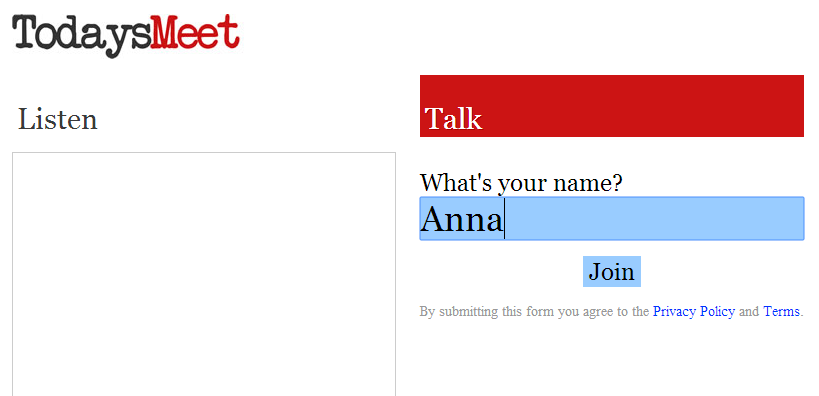 TodaysMeet
Listen
Talk
What's your name?
Anna
Join
By submitting this form you agree to the Privacy Policy and Terms.